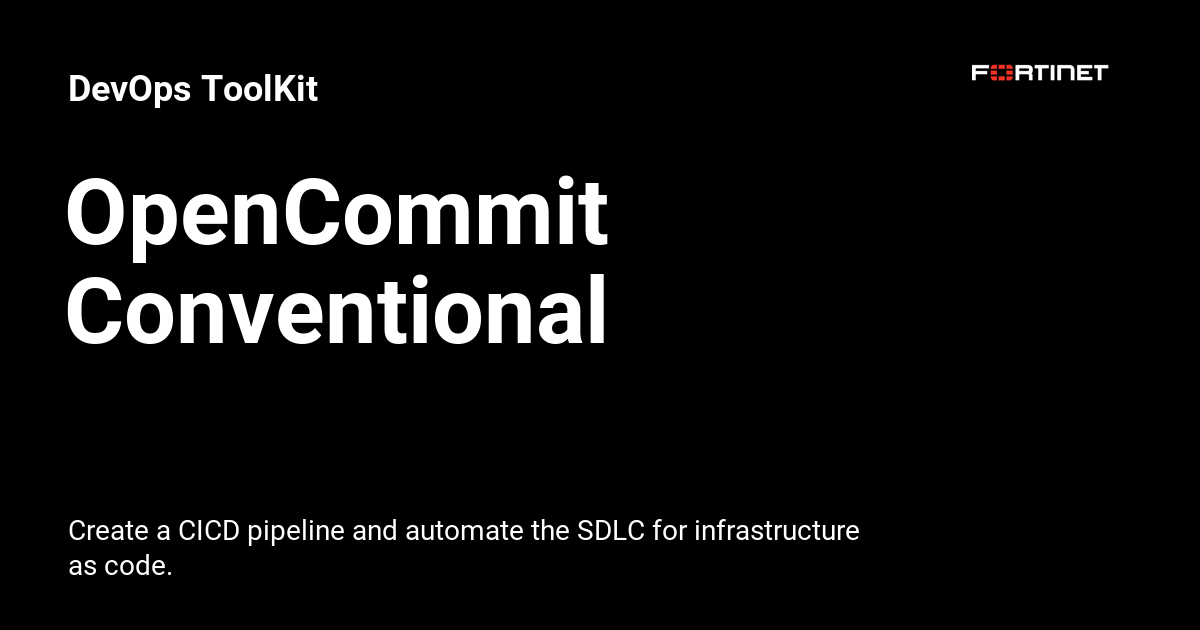 DevOps ToolKit
FORTINET
OpenCommit
Conventional
Create a CICD pipeline and automate the SDLC for infrastructure
as code.